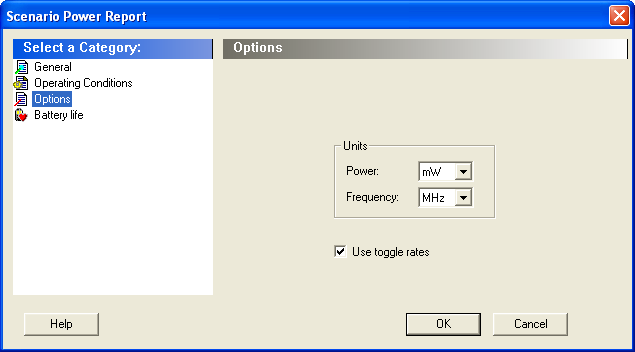 Scenario Power Report
Select a Category:
Options
General
Operating Conditions
Options
Battery life
Units
Power: mW
Frequency: MHz
Use toggle rates
Help OK Cancel